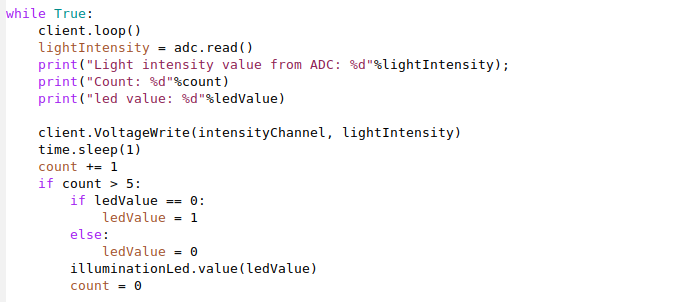 while True:
    client.loop()
    lightIntensity = adc.read()
    print("Light intensity value from ADC: %d"%lightIntensity);
    print("Count: %d"%count)
    print("led value: %d"%ledValue)

    client.VoltageWrite(intensityChannel, lightIntensity)
    time.sleep(1)
    count += 1
    if count > 5:
        if ledValue == 0:
            ledValue = 1
        else:
            ledValue = 0
        illuminationLed.value(ledValue)
        count = 0